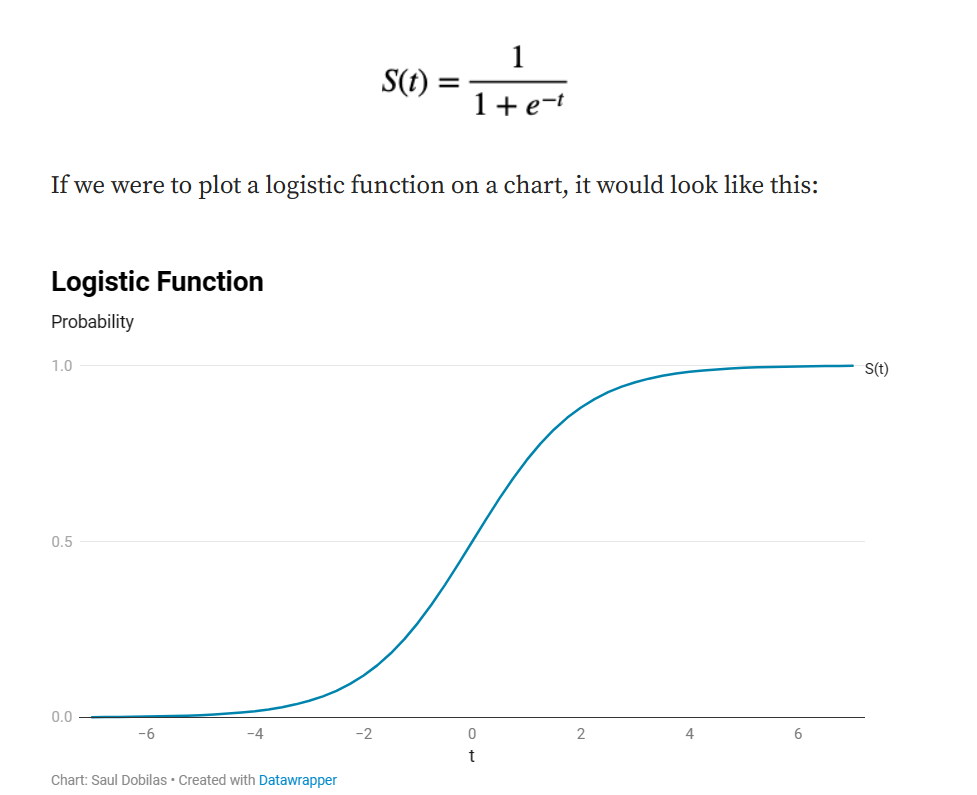 S(t) = 1 / (1 + e^{-t})
If we were to plot a logistic function on a chart, it would look like this:
Logistic Function
Probability
1.0
S(t)
0.5
0.0
−6 −4 −2 0 2 4 6
t
Chart: Saul Dobilas • Created with Datawrapper